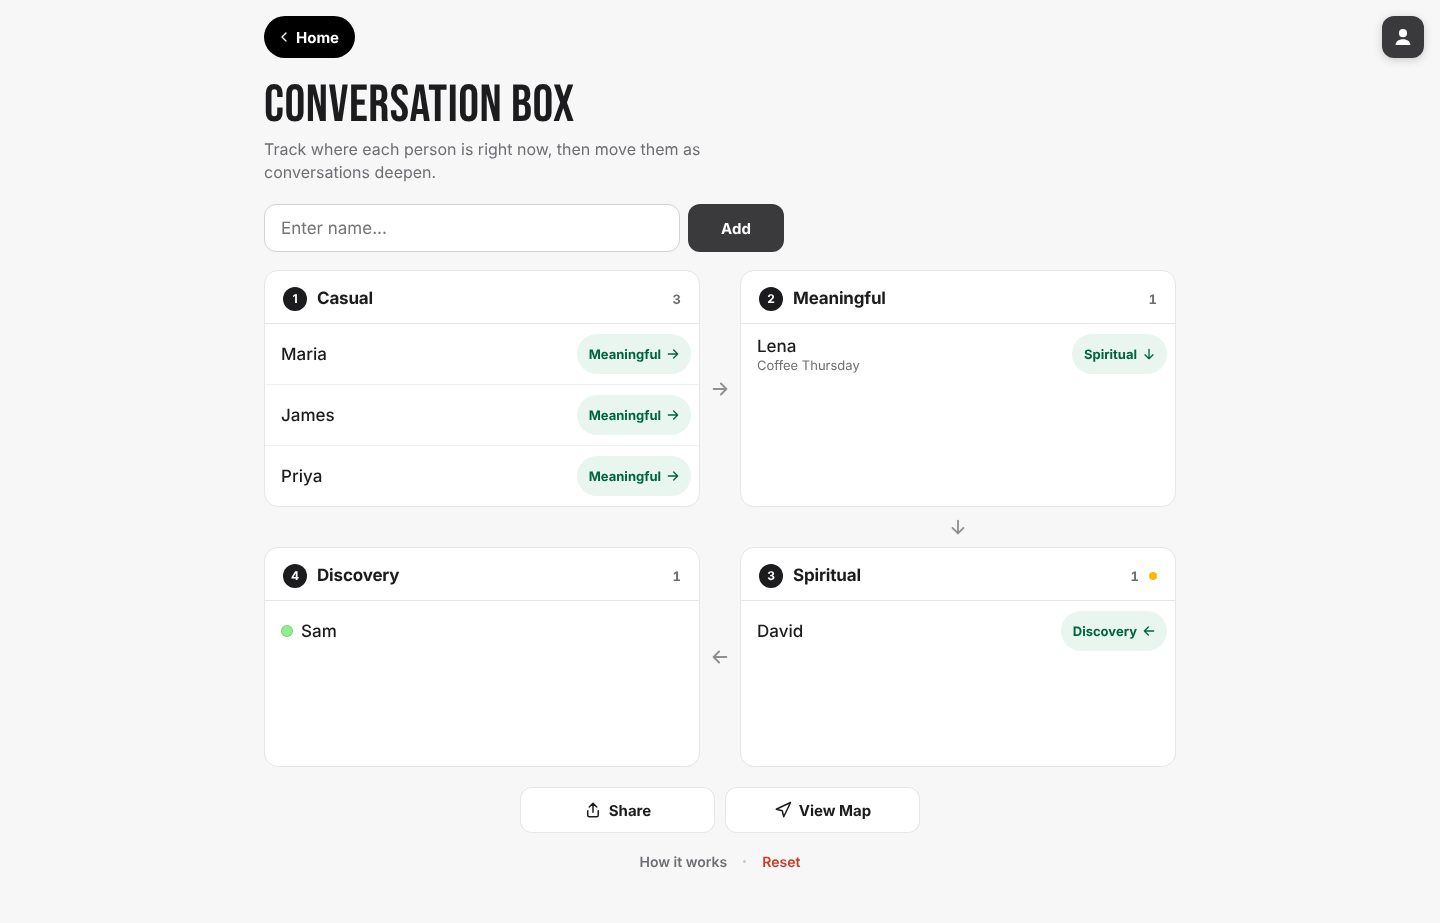 Home
CONVERSATION BOX
Track where each person is right now, then move them as
conversations deepen.
Enter name...
Add
1 Casual 3
Maria Meaningful →
James Meaningful →
Priya Meaningful →
→
2 Meaningful 1
Lena Spiritual ↓
Coffee Thursday
↓
4 Discovery 1
Sam
←
3 Spiritual 1
David Discovery ←
Share
View Map
How it works · Reset